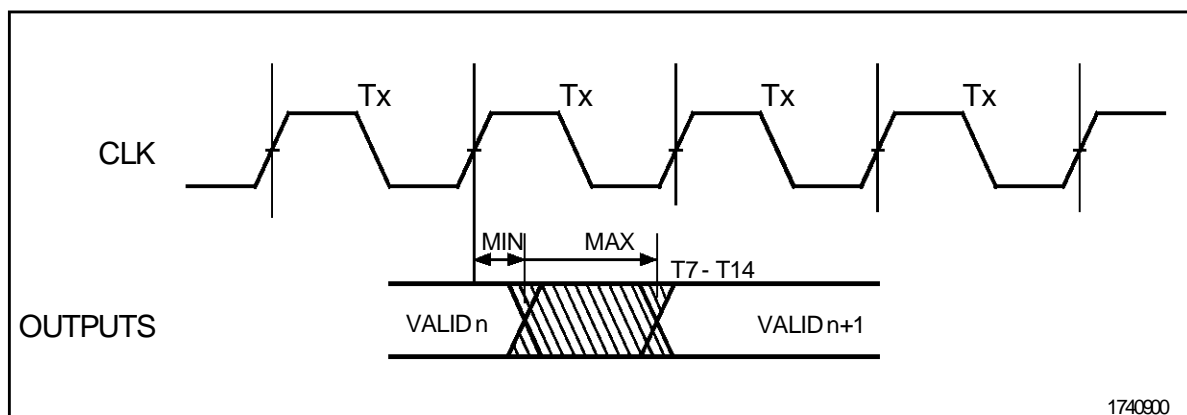 Tx Tx Tx Tx
CLK
MIN MAX
T7 - T14
OUTPUTS VALID n VALID n+1
1740900